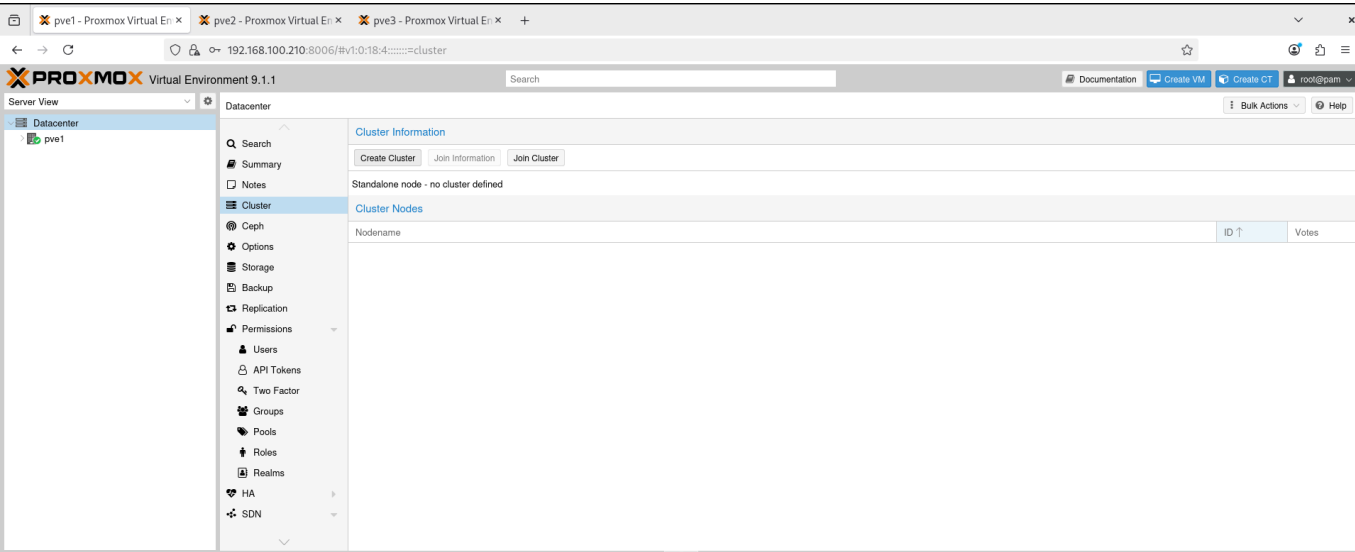 pve1 - Proxmox Virtual En
pve2 - Proxmox Virtual En
pve3 - Proxmox Virtual En
192.168.100.210:8006/#v1:0:18:4:::::::=cluster
PROXMOX Virtual Environment 9.1.1
Search
Documentation
Create VM
Create CT
root@pam
Server View
Datacenter
pve1
Datacenter
Bulk Actions
Help
Search
Summary
Notes
Cluster
Ceph
Options
Storage
Backup
Replication
Permissions
Users
API Tokens
Two Factor
Groups
Pools
Roles
Realms
HA
SDN
Cluster Information
Create Cluster
Join Information
Join Cluster
Standalone node - no cluster defined
Cluster Nodes
Nodename
ID
Votes